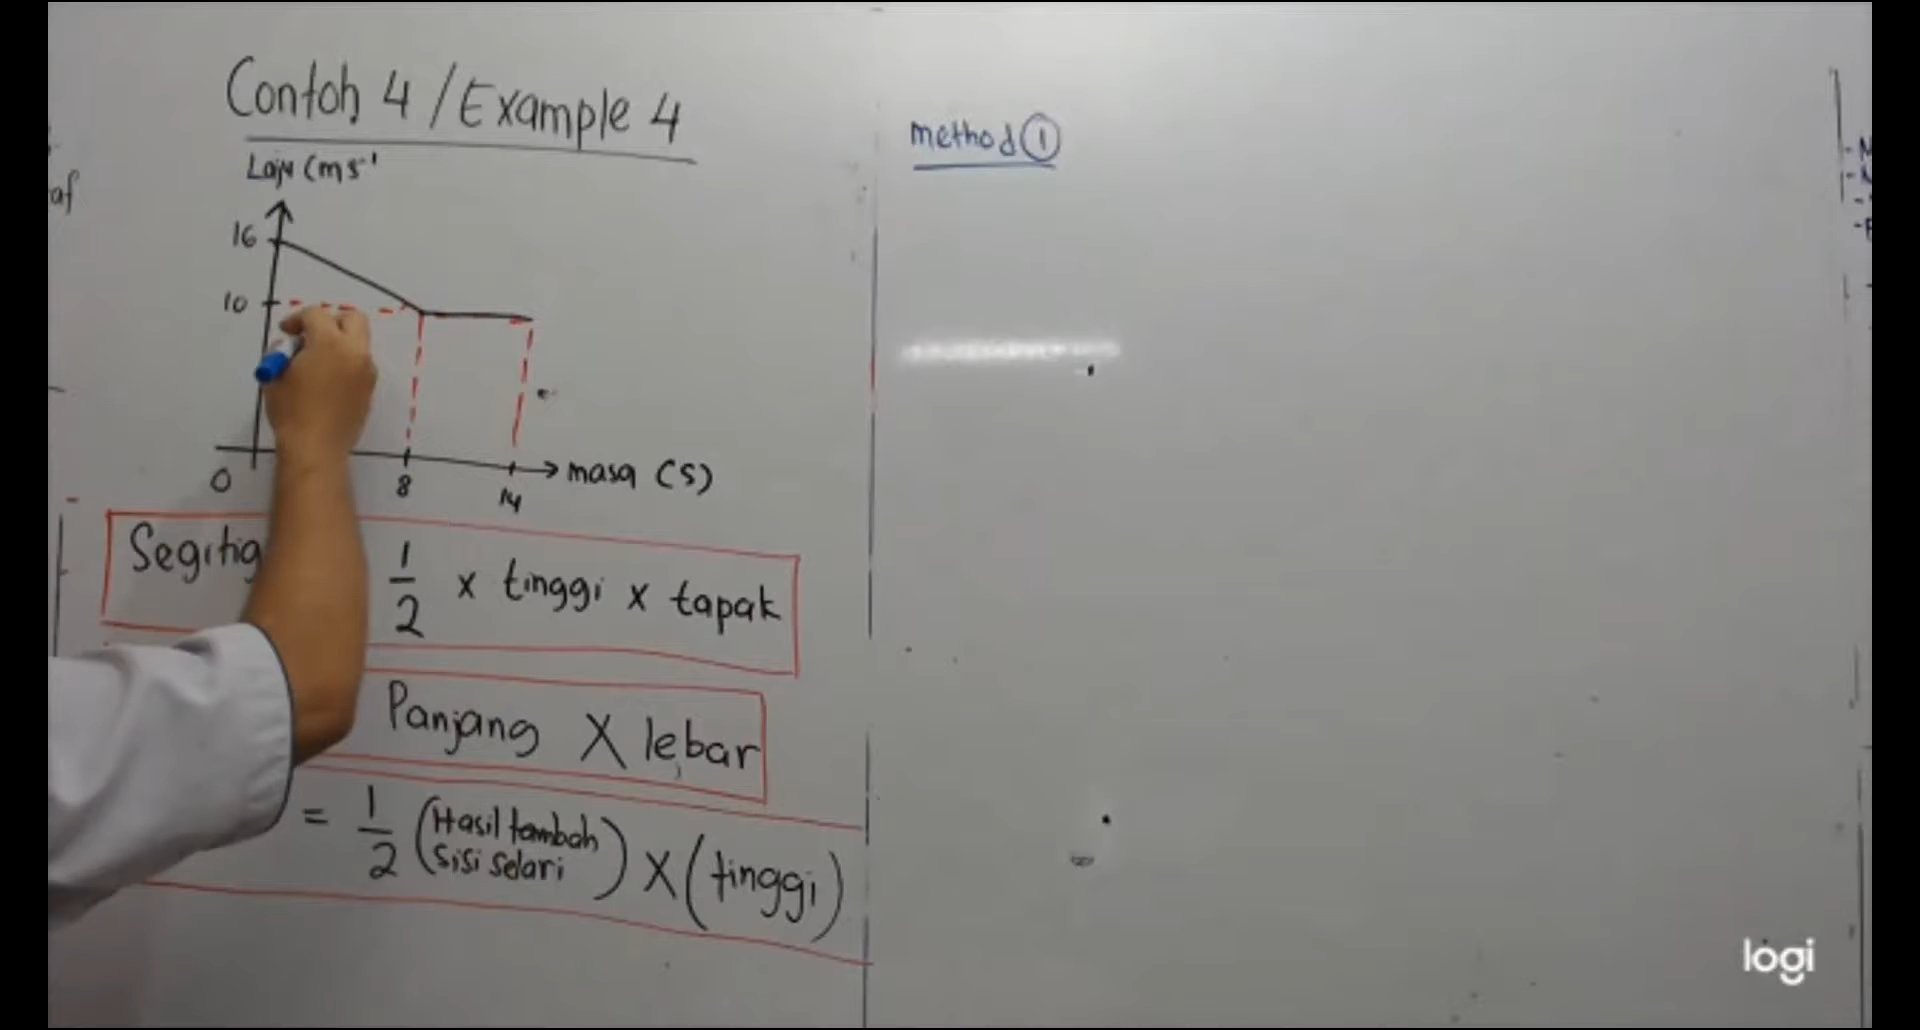 Contoh 4 / Example 4
Laju (ms⁻¹
16
10
0
8
14
masa (s)
af
Segitig
1/2 x tinggi x tapak
Panjang X lebar
= 1/2 (Hasil tambah sisi selari) X (tinggi)
method ①
logi